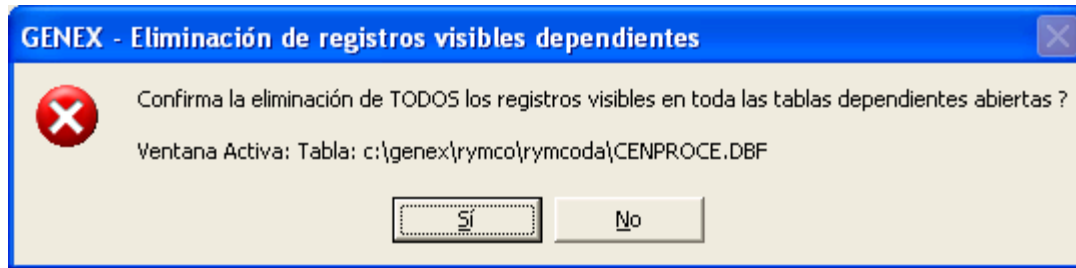 GENEX - Eliminación de registros visibles dependientes
Confirma la eliminación de TODOS los registros visibles en toda las tablas dependientes abiertas ?
Ventana Activa: Tabla: c:\genex\rymco\rymcoda\CENPROCE.DBF
Sí No